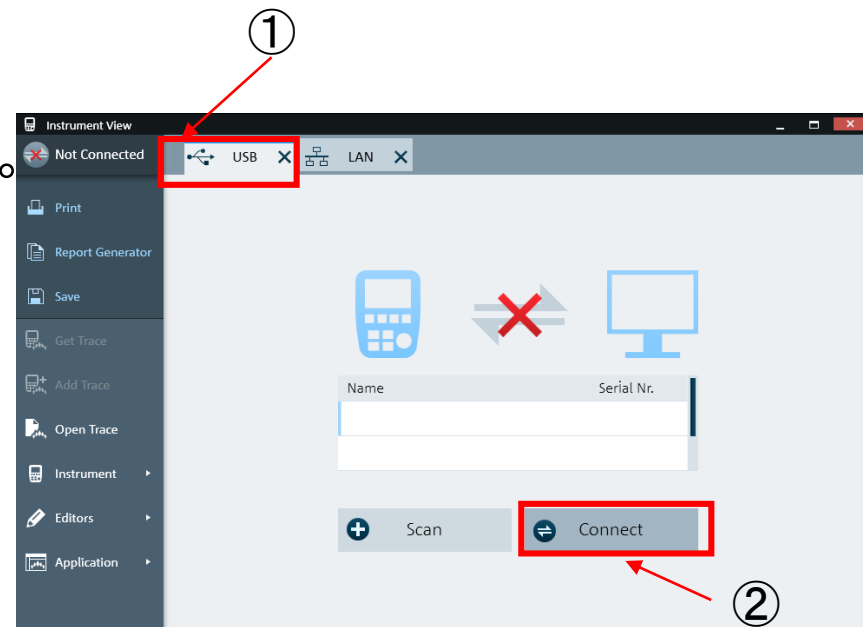 ①
Instrument View
Not Connected
USB
LAN
Print
Report Generator
Save
Get Trace
Add Trace
Open Trace
Instrument
Editors
Application
Name Serial Nr.
Scan
Connect
②